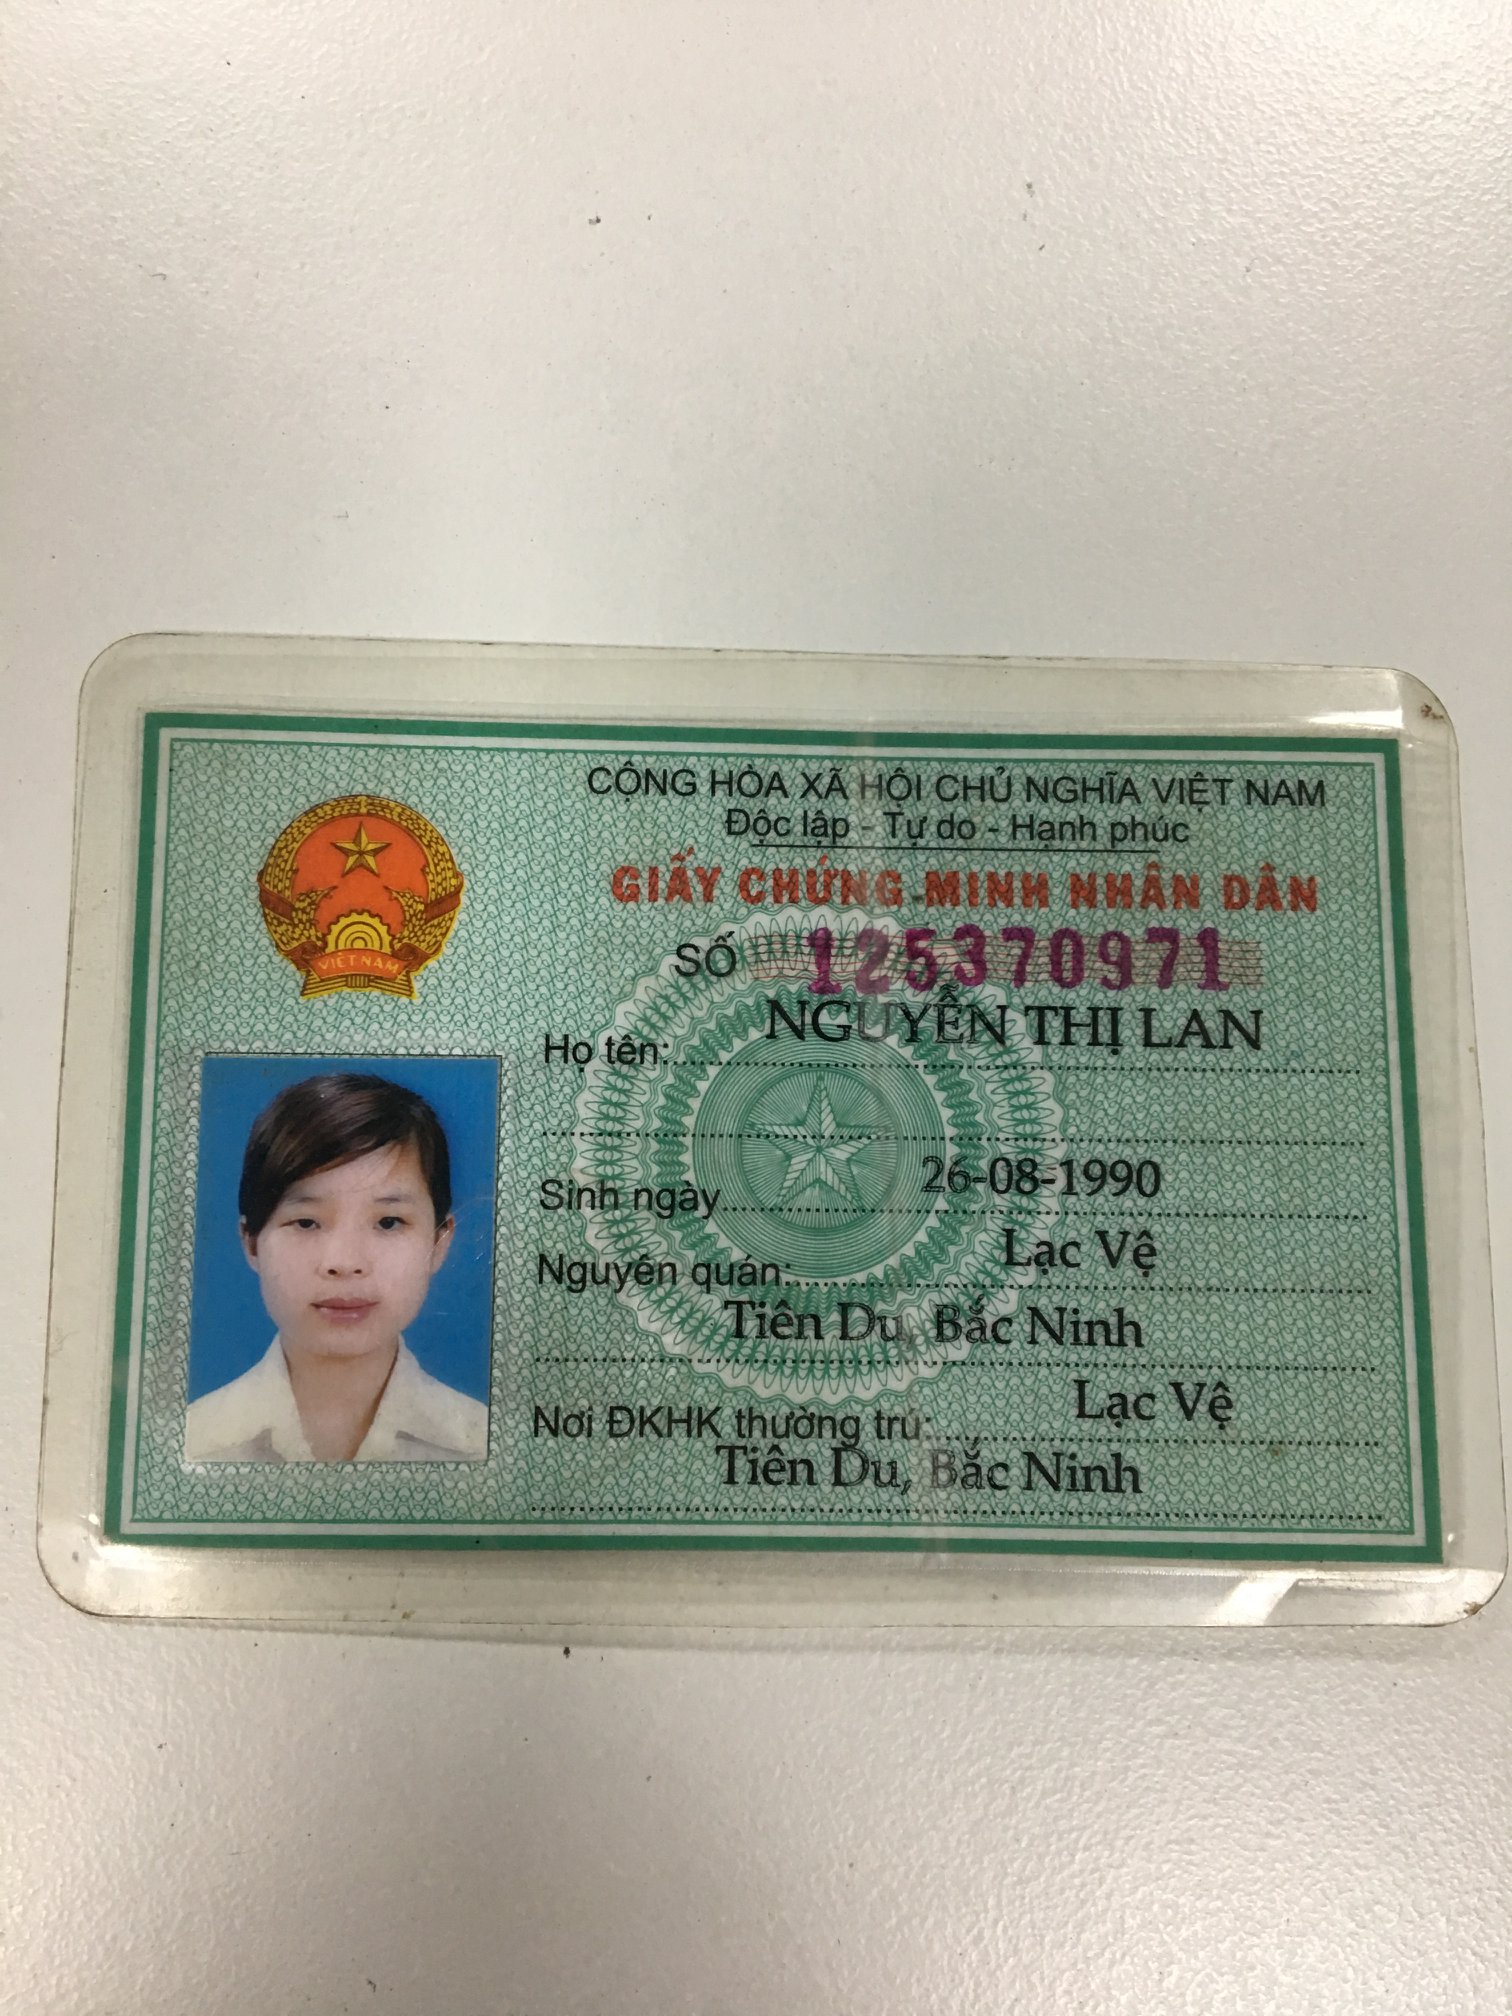 CỘNG HÒA XÃ HỘI CHỦ NGHĨA VIỆT NAM
Độc lập - Tự do - Hạnh phúc
GIẤY CHỨNG MINH NHÂN DÂN
SỐ 125370971
VIỆT NAM
Họ tên: NGUYỄN THỊ LAN
Sinh ngày 26-08-1990
Nguyên quán: Lạc Vệ
Tiên Du, Bắc Ninh
Nơi ĐKHK thường trú: Lạc Vệ
Tiên Du, Bắc Ninh